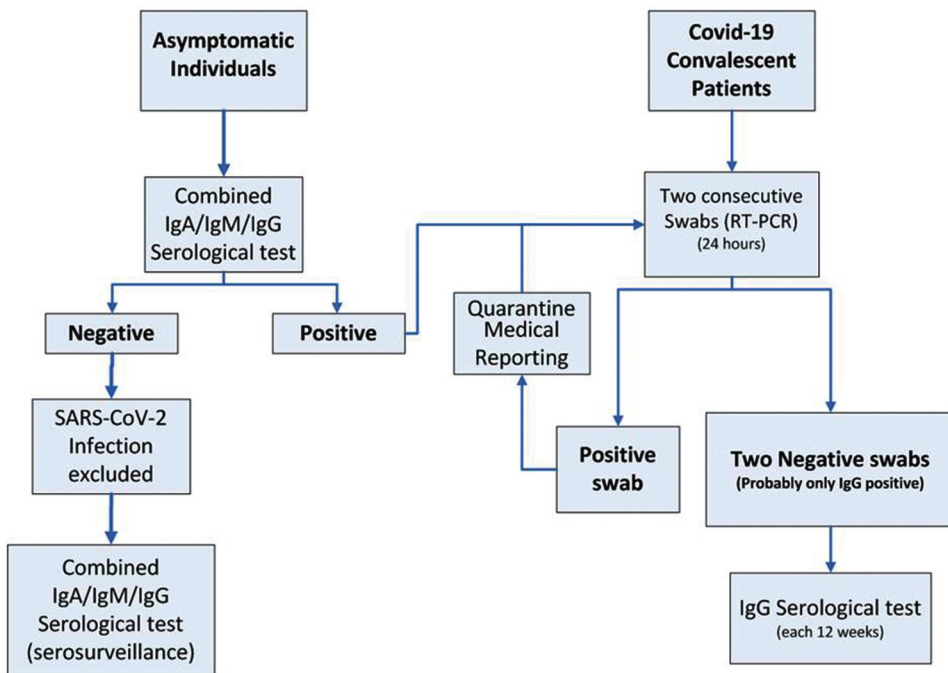 Asymptomatic
Individuals
Covid-19
Convalescent
Patients
Combined
IgA/IgM/IgG
Serological test
Two consecutive
Swabs (RT-PCR)
(24 hours)
Negative
Positive
Quarantine
Medical
Reporting
SARS-CoV-2
Infection
excluded
Positive
swab
Two Negative swabs
(Probably only IgG positive)
Combined
IgA/IgM/IgG
Serological test
(serosurveillance)
IgG Serological test
(each 12 weeks)